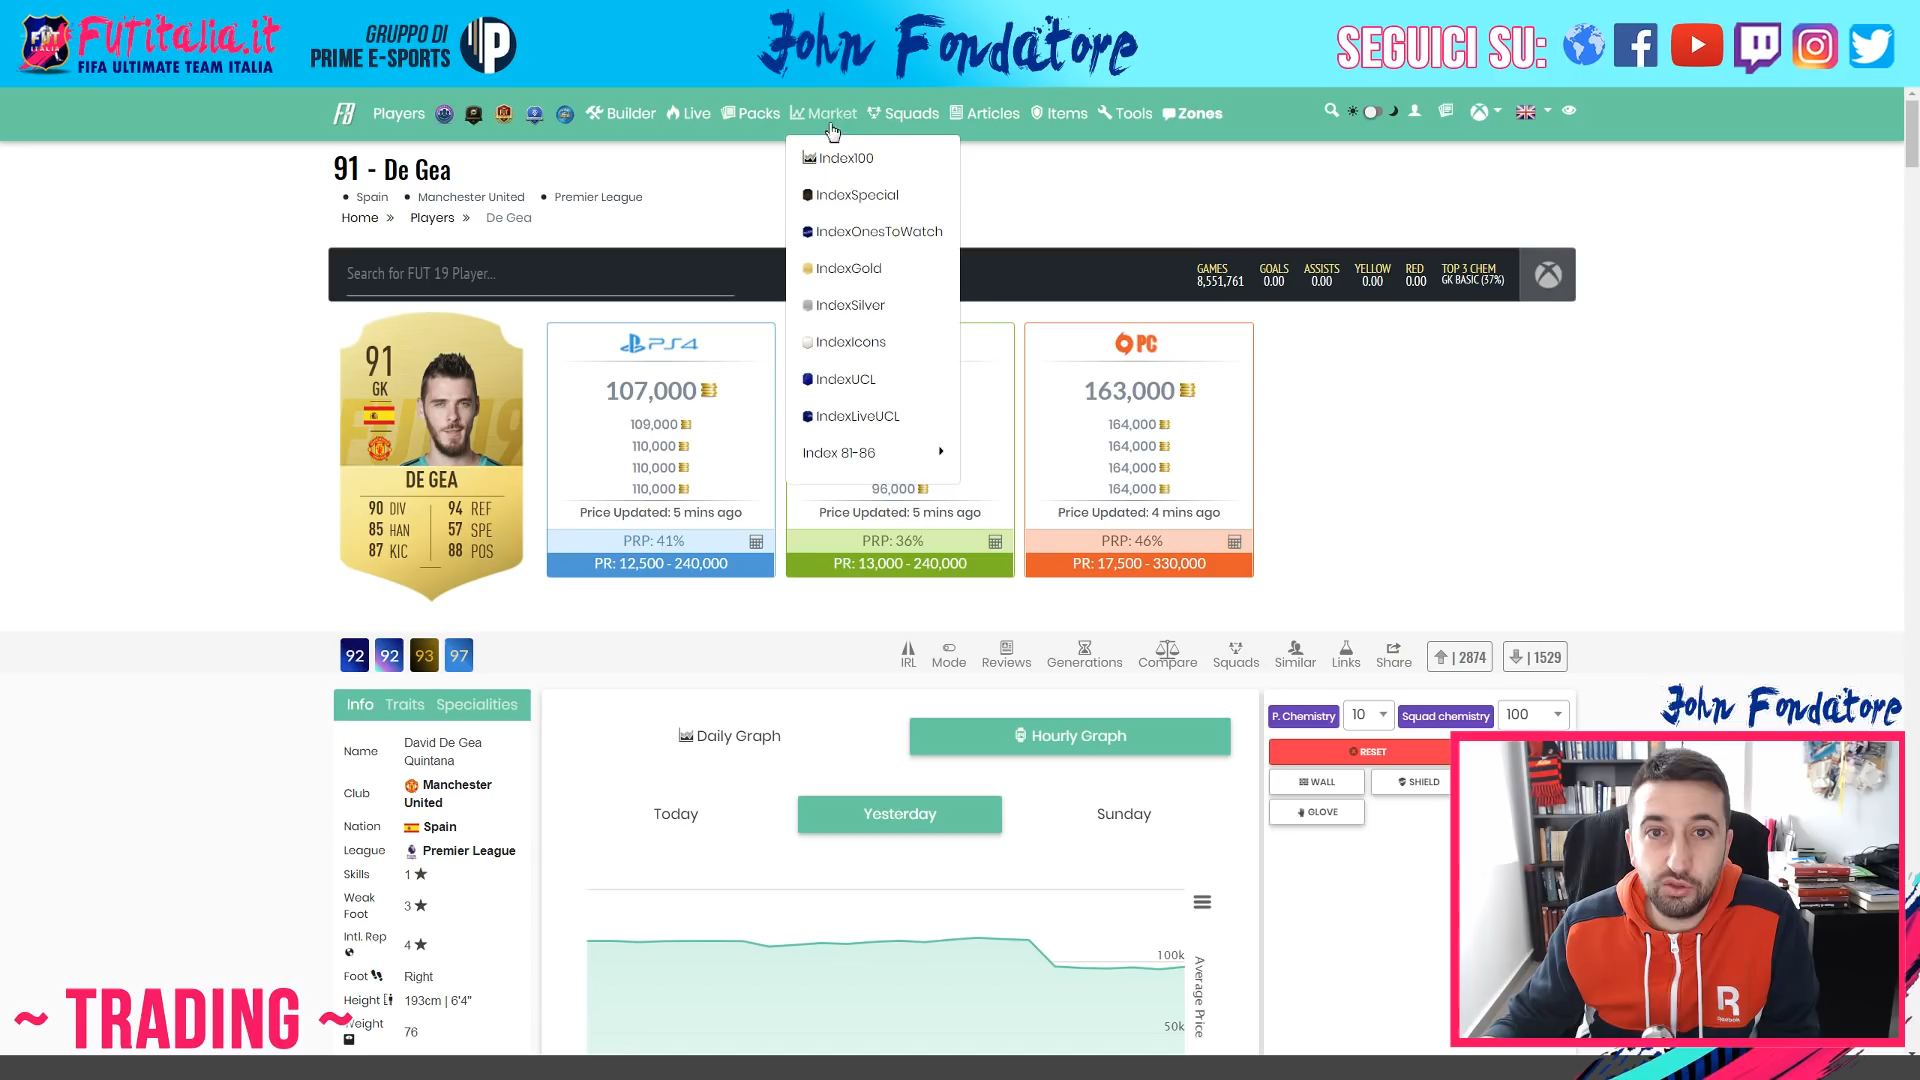 FUTitalia.it
FIFA ULTIMATE TEAM ITALIA
GRUPPO DI
PRIME E-SPORTS
John Fondatore
SEGUICI SU:
Players
Builder
Live
Packs
Market
Squads
Articles
Items
Tools
Zones
91 - De Gea
Spain
Manchester United
Premier League
Home » Players » De Gea
Index100
IndexSpecial
IndexOnesToWatch
IndexGold
IndexSilver
IndexIcons
IndexUCL
IndexLiveUCL
Index 81-86
Search for FUT 19 Player...
GAMES
8,551,761
GOALS
0.00
ASSISTS
0.00
YELLOW
0.00
RED
0.00
TOP 3 CHEM
GK BASIC (37%)
91
GK
DE GEA
90 DIV
94 REF
85 HAN
57 SPE
87 KIC
88 POS
PS4
107,000
109,000
110,000
110,000
110,000
Price Updated: 5 mins ago
PRP: 41%
PR: 12,500 - 240,000
96,000
Price Updated: 5 mins ago
PRP: 36%
PR: 13,000 - 240,000
PC
163,000
164,000
164,000
164,000
164,000
Price Updated: 4 mins ago
PRP: 46%
PR: 17,500 - 330,000
92
92
93
97
IRL
Mode
Reviews
Generations
Compare
Squads
Similar
Links
Share
| 2874
| 1529
Info
Traits
Specialities
Name
David De Gea
Quintana
Club
Manchester
United
Nation
Spain
League
Premier League
Skills
1
Weak
Foot
3
Intl. Rep
4
Foot
Right
Height
193cm | 6'4"
Weight
76
Daily Graph
Hourly Graph
Today
Yesterday
Sunday
100k
50k
Average Price
P. Chemistry
10
Squad chemistry
100
RESET
WALL
SHIELD
GLOVE
John Fondatore
R
Reebok
~ TRADING ~